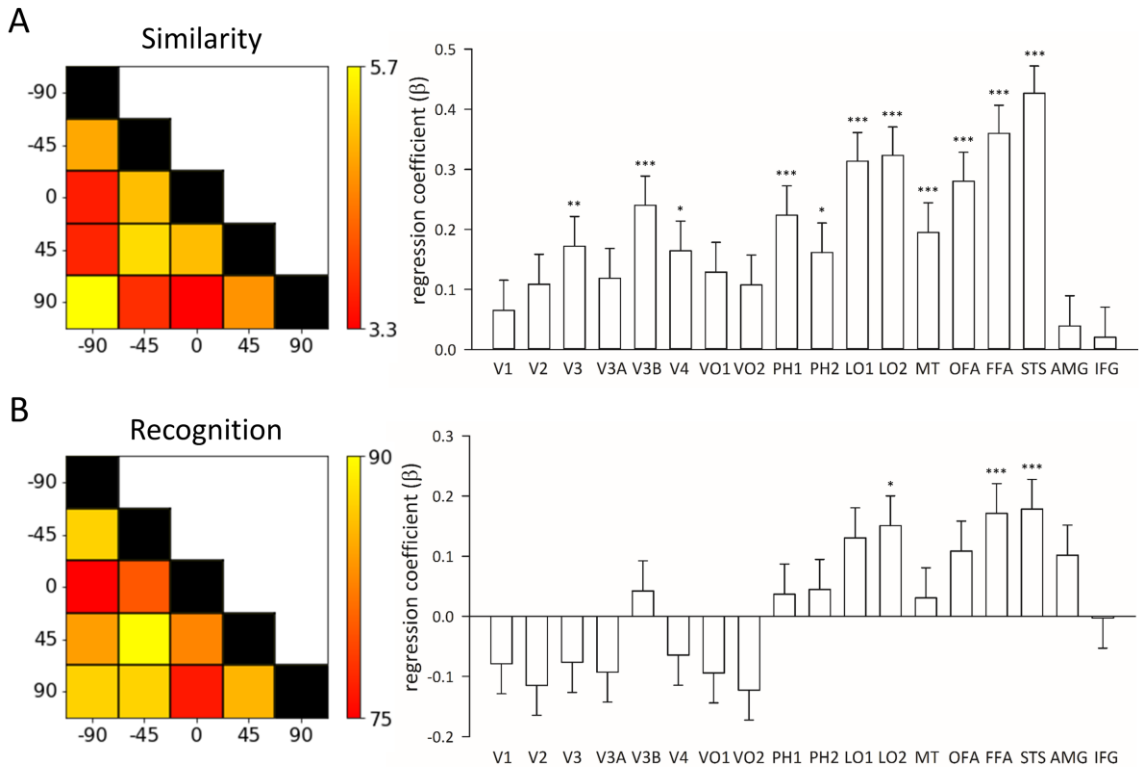 A
Similarity
-90
-45
0
45
90
-90 -45 0 45 90
5.7
3.3
regression coefficient (β)
0.5
0.4
0.3
0.2
0.1
0.0
** *** * *** * *** *** *** *** *** ***
V1 V2 V3 V3A V3B V4 VO1 VO2 PH1 PH2 LO1 LO2 MT OFA FFA STS AMG IFG
B
Recognition
-90
-45
0
45
90
-90 -45 0 45 90
90
75
regression coefficient (β)
0.3
0.2
0.1
0.0
-0.1
-0.2
* *** ***
V1 V2 V3 V3A V3B V4 VO1 VO2 PH1 PH2 LO1 LO2 MT OFA FFA STS AMG IFG